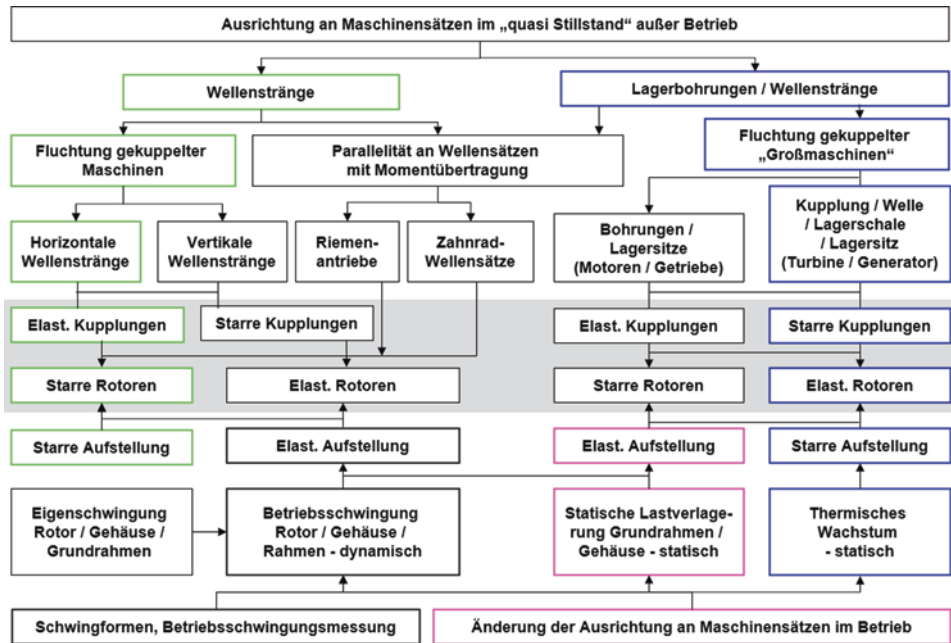 Ausrichtung an Maschinensätzen im „quasi Stillstand“ außer Betrieb
Wellenstränge
Lagerbohrungen / Wellenstränge
Fluchtung gekuppelter
Maschinen
Parallelität an Wellensätzen
mit Momentübertragung
Fluchtung gekuppelter
„Großmaschinen“
Horizontale
Wellenstränge
Vertikale
Wellenstränge
Riemen-
antriebe
Zahnrad-
Wellensätze
Bohrungen /
Lagersitze
(Motoren / Getriebe)
Kupplung / Welle
/ Lagerschale
/ Lagersitz
(Turbine / Generator)
Elast. Kupplungen
Starre Kupplungen
Elast. Kupplungen
Starre Kupplungen
Starre Rotoren
Elast. Rotoren
Starre Rotoren
Elast. Rotoren
Starre Aufstellung
Elast. Aufstellung
Elast. Aufstellung
Starre Aufstellung
Eigenschwingung
Rotor / Gehäuse /
Grundrahmen
Betriebsschwingung
Rotor / Gehäuse /
Rahmen - dynamisch
Statische Lastverlage-
rung Grundrahmen /
Gehäuse - statisch
Thermisches
Wachstum
- statisch
Schwingformen, Betriebsschwingungsmessung
Änderung der Ausrichtung an Maschinensätzen im Betrieb